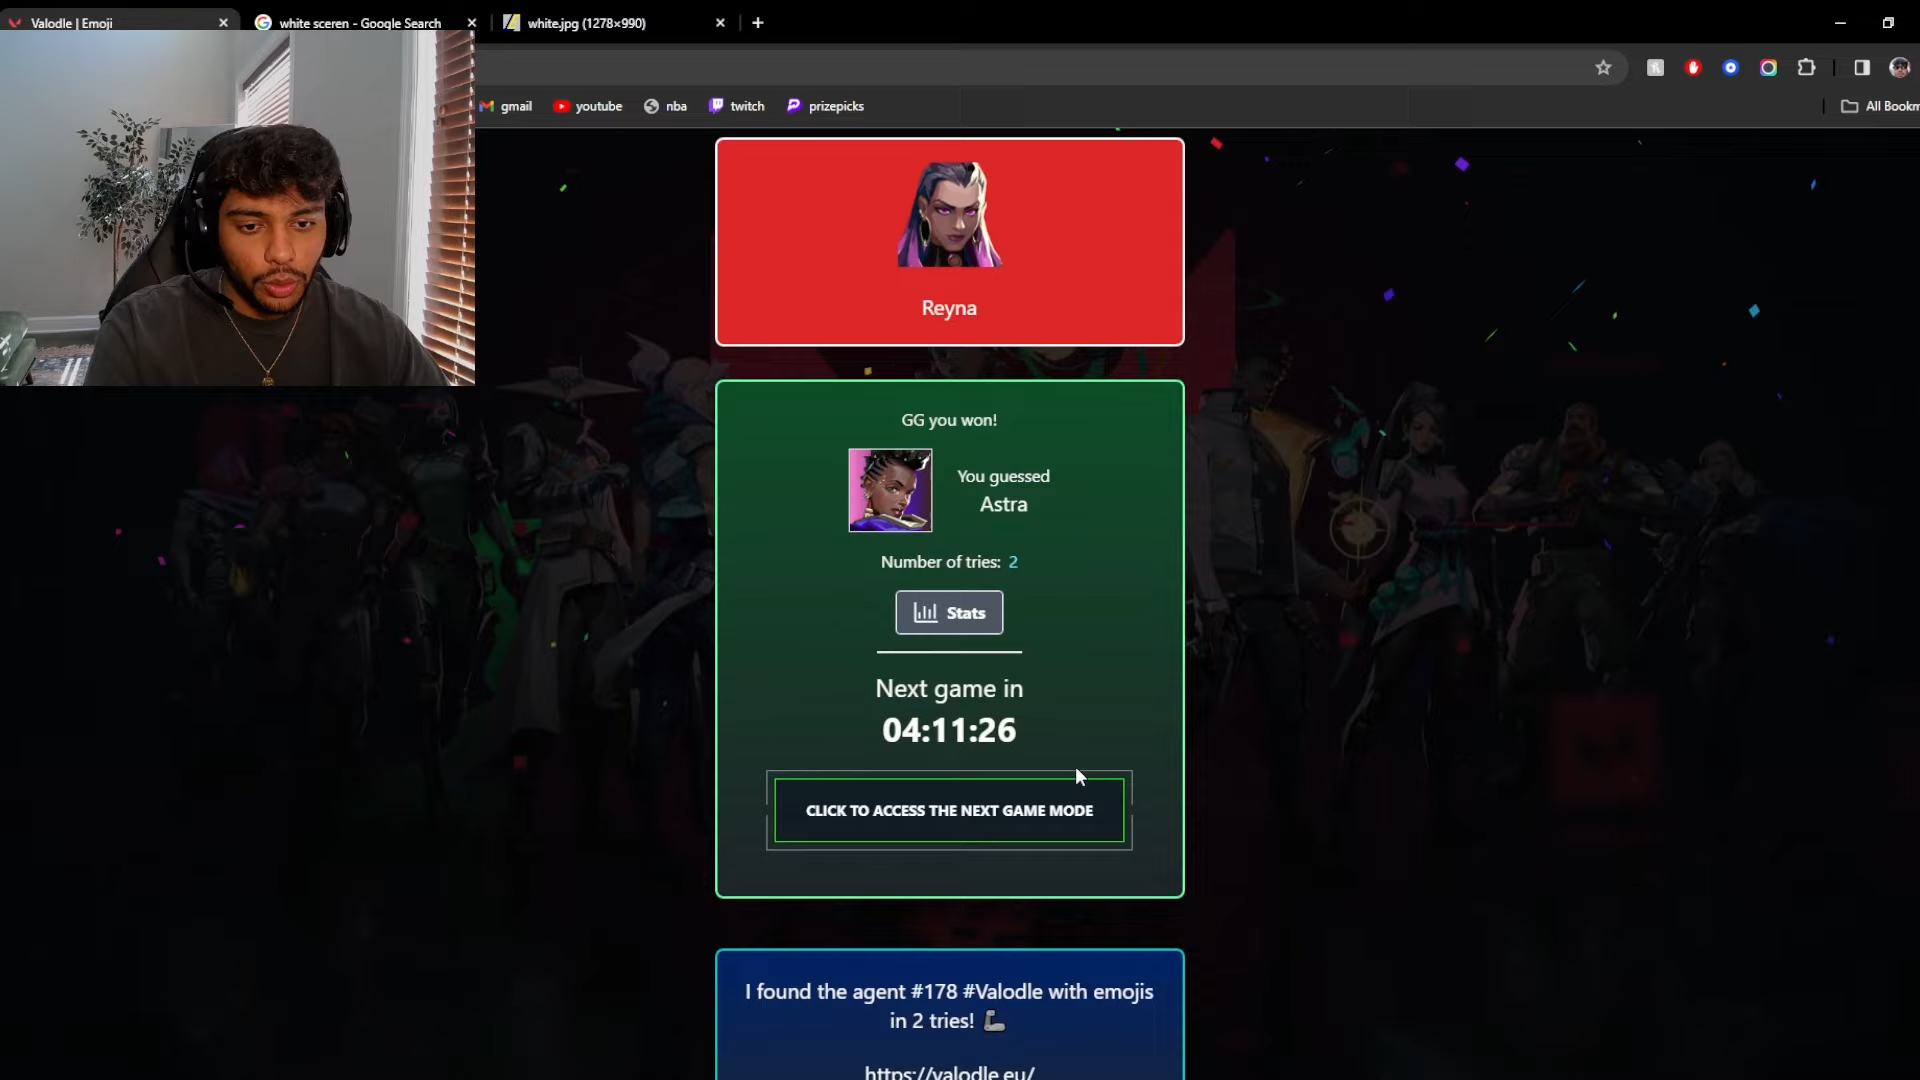 Valodle | Emoji
white sceren - Google Search
white.jpg (1278×990)
gmail
youtube
nba
twitch
prizepicks
All Bookm
Reyna
GG you won!
You guessed
Astra
Number of tries: 2
Stats
Next game in
04:11:26
CLICK TO ACCESS THE NEXT GAME MODE
I found the agent #178 #Valodle with emojis
in 2 tries!
https://valodle.eu/